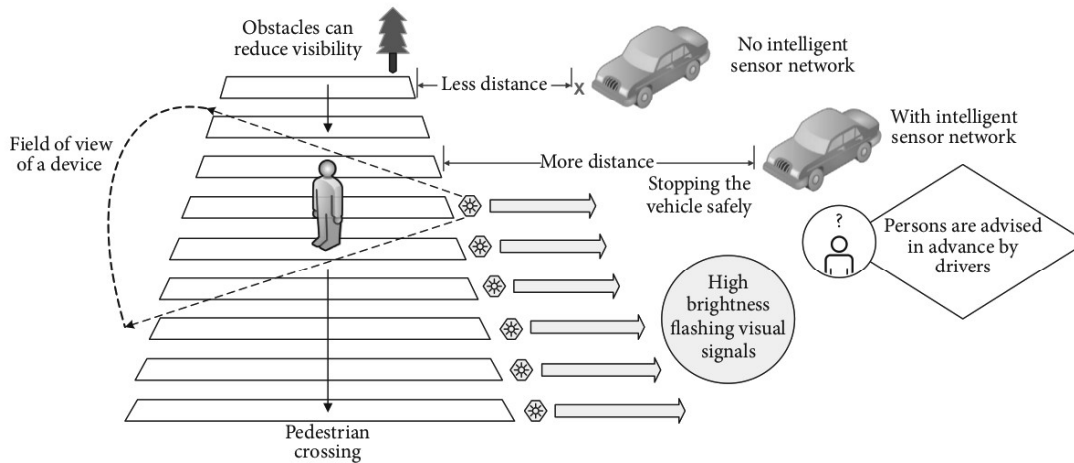 Obstacles can
reduce visibility
Less distance
x
No intelligent
sensor network
With intelligent
sensor network
Field of view
of a device
More distance
Stopping the
vehicle safely
?
Persons are advised
in advance by
drivers
High
brightness
flashing visual
signals
Pedestrian
crossing